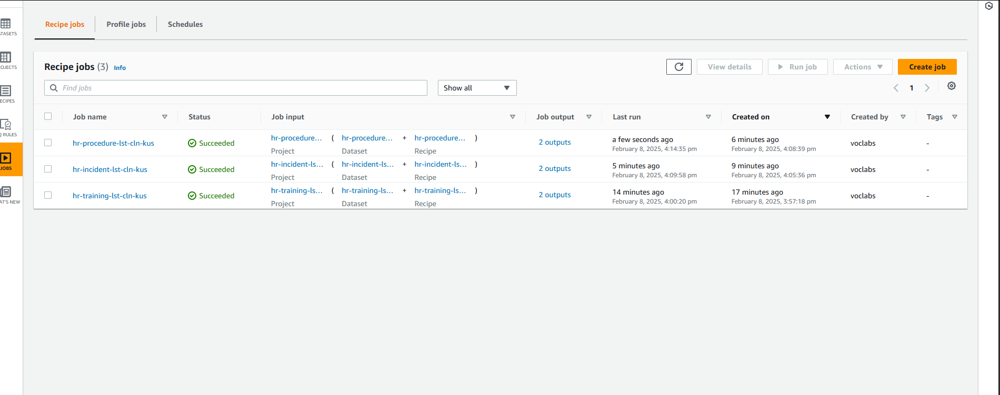 Recipe jobs Profile jobs Schedules
Recipe jobs (3) Info
View details Run job Actions Create job
Find jobs Show all 1
Job name Status Job input Job output Last run Created on Created by Tags
hr-procedure-lst-cln-kus Succeeded hr-procedure... ( hr-procedure... + hr-procedure... ) 2 outputs a few seconds ago 6 minutes ago voclabs -
Project Dataset Recipe February 8, 2025, 4:14:35 pm February 8, 2025, 4:08:39 pm
hr-incident-lst-cln-kus Succeeded hr-incident-ls... ( hr-incident-ls... + hr-incident-ls... ) 2 outputs 5 minutes ago 9 minutes ago voclabs -
Project Dataset Recipe February 8, 2025, 4:09:58 pm February 8, 2025, 4:05:36 pm
hr-training-lst-cln-kus Succeeded hr-training-ls... ( hr-training-ls... + hr-training-ls... ) 2 outputs 14 minutes ago 17 minutes ago voclabs -
Project Dataset Recipe February 8, 2025, 4:00:20 pm February 8, 2025, 3:57:18 pm
ATASETS
ROJECTS
ECIPES
Q RULES
JOBS
AT'S NEW